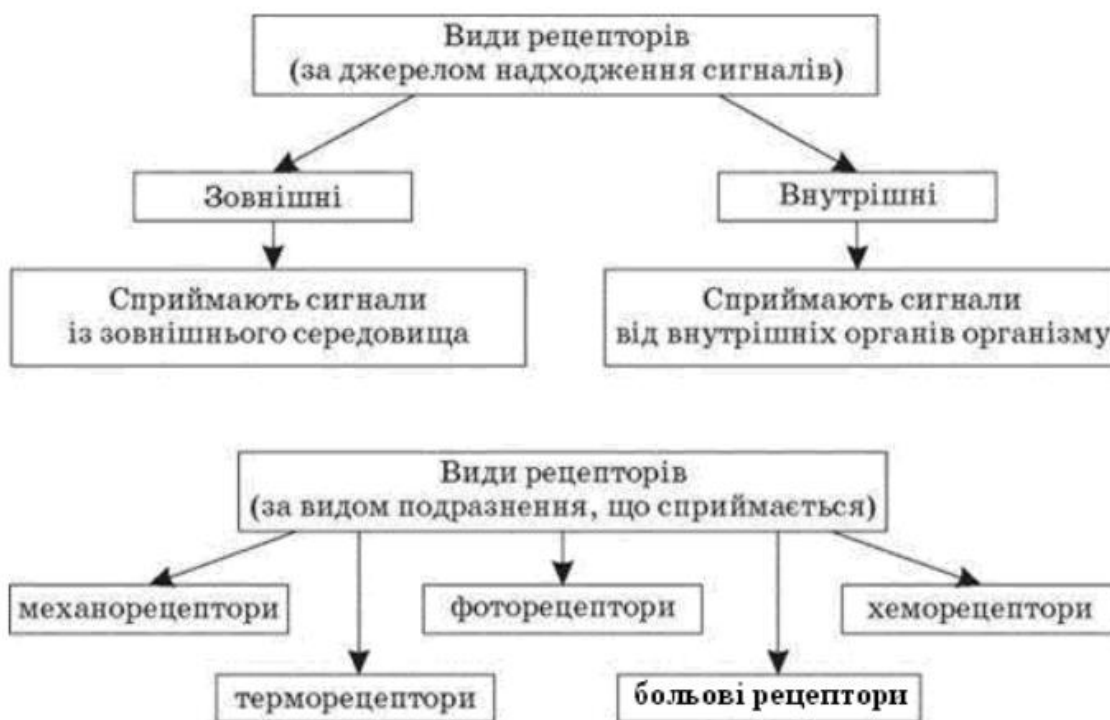 Види рецепторів
(за джерелом надходження сигналів)
Зовнішні
Внутрішні
Сприймають сигнали
із зовнішнього середовища
Сприймають сигнали
від внутрішніх органів організму
Види рецепторів
(за видом подразнення, що сприймається)
механорецептори
фоторецептори
хеморецептори
терморецептори
больові рецептори